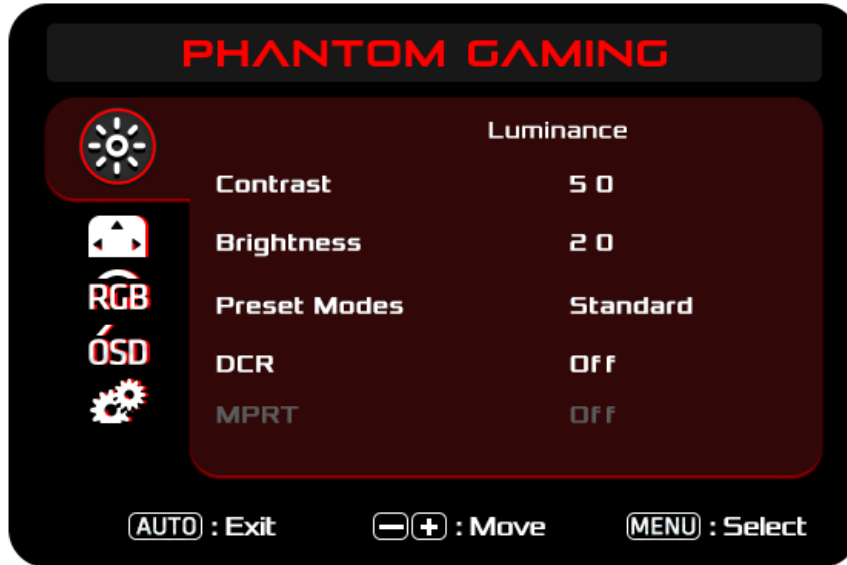 PHANTOM GAMING
Luminance
Contrast 50
Brightness 20
Preset Modes Standard
RGB
DCR Off
OSD
MPRT Off
AUTO : Exit - + : Move MENU : Select